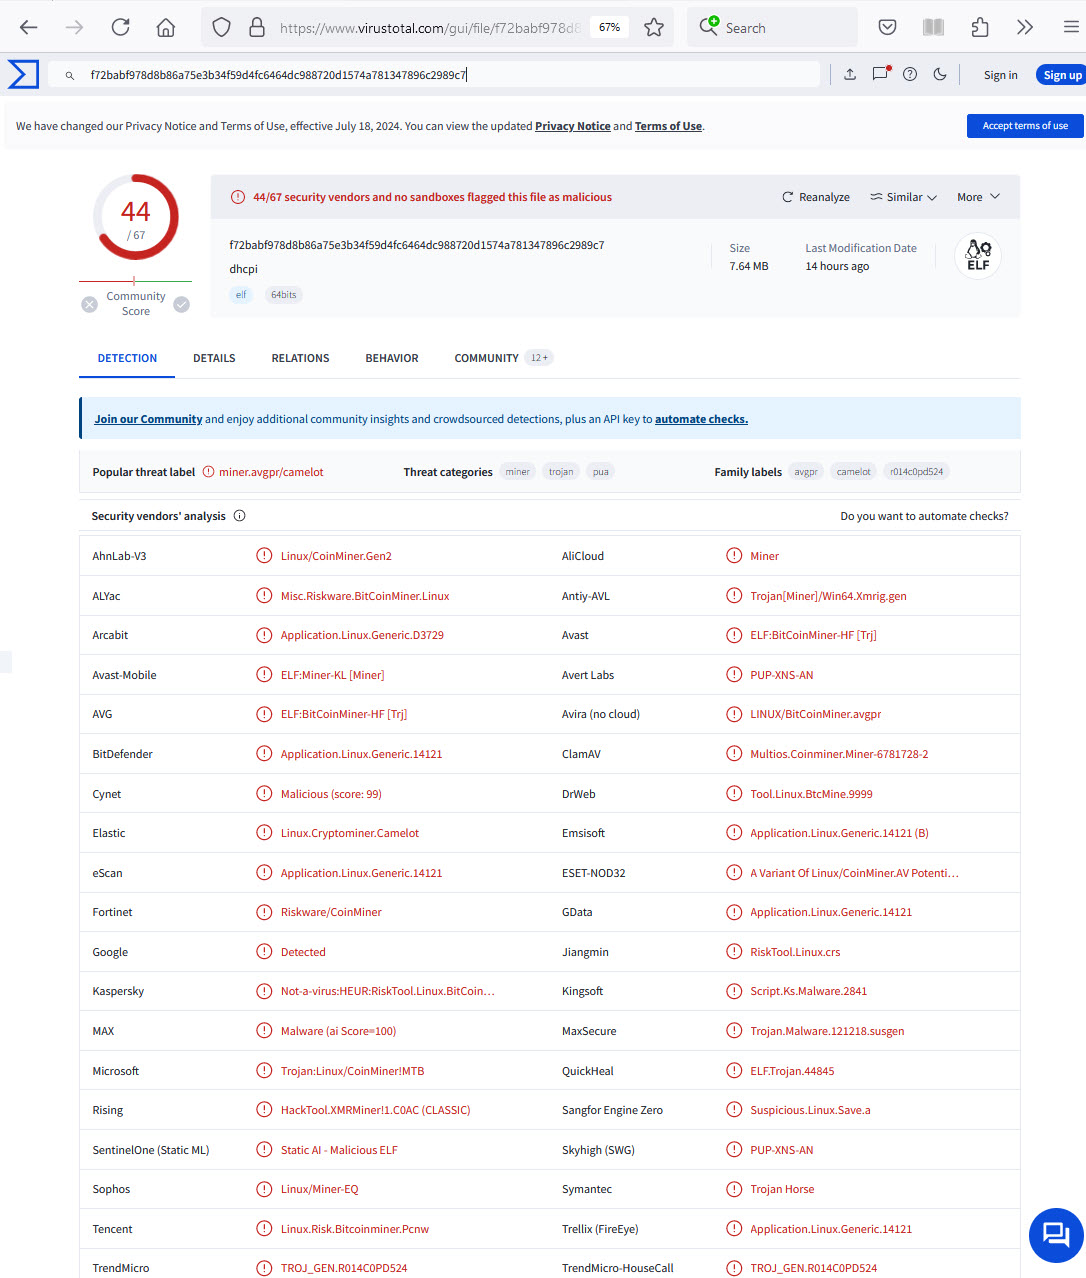 https://www.virustotal.com/gui/file/f72babf978d8 67% Search
f72babf978d8b86a75e3b34f59d4fc6464dc988720d1574a781347896c2989c7 Sign in Sign up
We have changed our Privacy Notice and Terms of Use, effective July 18, 2024. You can view the updated Privacy Notice and Terms of Use. Accept terms of use
44
/ 67
Community
Score
44/67 security vendors and no sandboxes flagged this file as malicious Reanalyze Similar More
f72babf978d8b86a75e3b34f59d4fc6464dc988720d1574a781347896c2989c7
dhcpi
elf 64bits
Size
7.64 MB
Last Modification Date
14 hours ago
ELF
DETECTION DETAILS RELATIONS BEHAVIOR COMMUNITY 12 +
Join our Community and enjoy additional community insights and crowdsourced detections, plus an API key to automate checks.
Popular threat label miner.avgpr/camelot Threat categories miner trojan pua Family labels avgpr camelot r014c0pd524
Security vendors' analysis Do you want to automate checks?
AhnLab-V3 Linux/CoinMiner.Gen2 AliCloud Miner
ALYac Misc.Riskware.BitCoinMiner.Linux Antiy-AVL Trojan[Miner]/Win64.Xmrig.gen
Arcabit Application.Linux.Generic.D3729 Avast ELF:BitCoinMiner-HF [Trj]
Avast-Mobile ELF:Miner-KL [Miner] Avert Labs PUP-XNS-AN
AVG ELF:BitCoinMiner-HF [Trj] Avira (no cloud) LINUX/BitCoinMiner.avgpr
BitDefender Application.Linux.Generic.14121 ClamAV Multios.Coinminer.Miner-6781728-2
Cynet Malicious (score: 99) DrWeb Tool.Linux.BtcMine.9999
Elastic Linux.Cryptominer.Camelot Emsisoft Application.Linux.Generic.14121 (B)
eScan Application.Linux.Generic.14121 ESET-NOD32 A Variant Of Linux/CoinMiner.AV Potenti...
Fortinet Riskware/CoinMiner GData Application.Linux.Generic.14121
Google Detected Jiangmin RiskTool.Linux.crs
Kaspersky Not-a-virus:HEUR:RiskTool.Linux.BitCoin... Kingsoft Script.Ks.Malware.2841
MAX Malware (ai Score=100) MaxSecure Trojan.Malware.121218.susgen
Microsoft Trojan:Linux/CoinMiner!MTB QuickHeal ELF.Trojan.44845
Rising HackTool.XMRMiner!1.C0AC (CLASSIC) Sangfor Engine Zero Suspicious.Linux.Save.a
SentinelOne (Static ML) Static AI - Malicious ELF Skyhigh (SWG) PUP-XNS-AN
Sophos Linux/Miner-EQ Symantec Trojan Horse
Tencent Linux.Risk.Bitcoinminer.Pcnw Trellix (FireEye) Application.Linux.Generic.14121
TrendMicro TROJ_GEN.R014C0PD524 TrendMicro-HouseCall TROJ_GEN.R014C0PD524